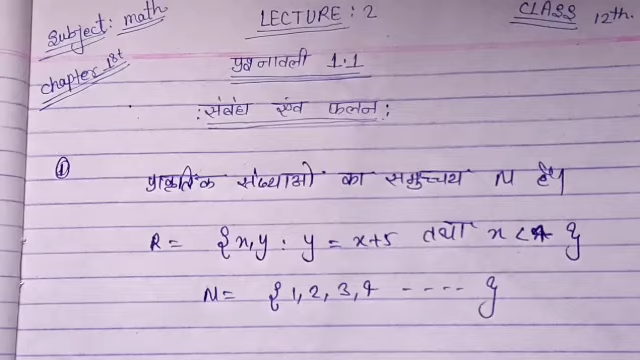 Subject: math LECTURE: 2 CLASS 12th.
chapter 1st प्रश्नावली 1.1
: संबंध एंव फलन :
① प्राकृतिक संख्याओ का समुच्चय N है।
R = {x,y : y = x+5 तथा x < 4 }
N = {1, 2, 3, 4 ---- }